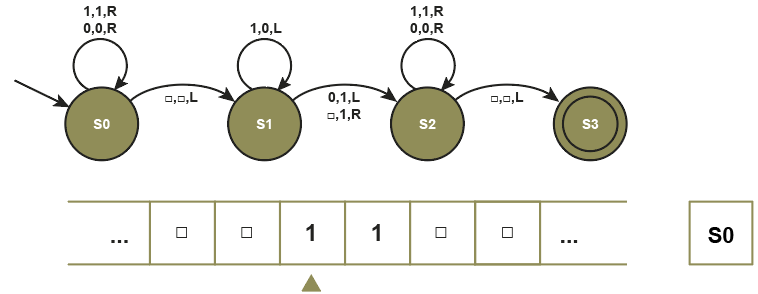 1,1,R
0,0,R
1,0,L
1,1,R
0,0,R
□,□,L
0,1,L
□,1,R
□,□,L
S0
S1
S2
S3
... □ □ 1 1 □ □ ...
S0